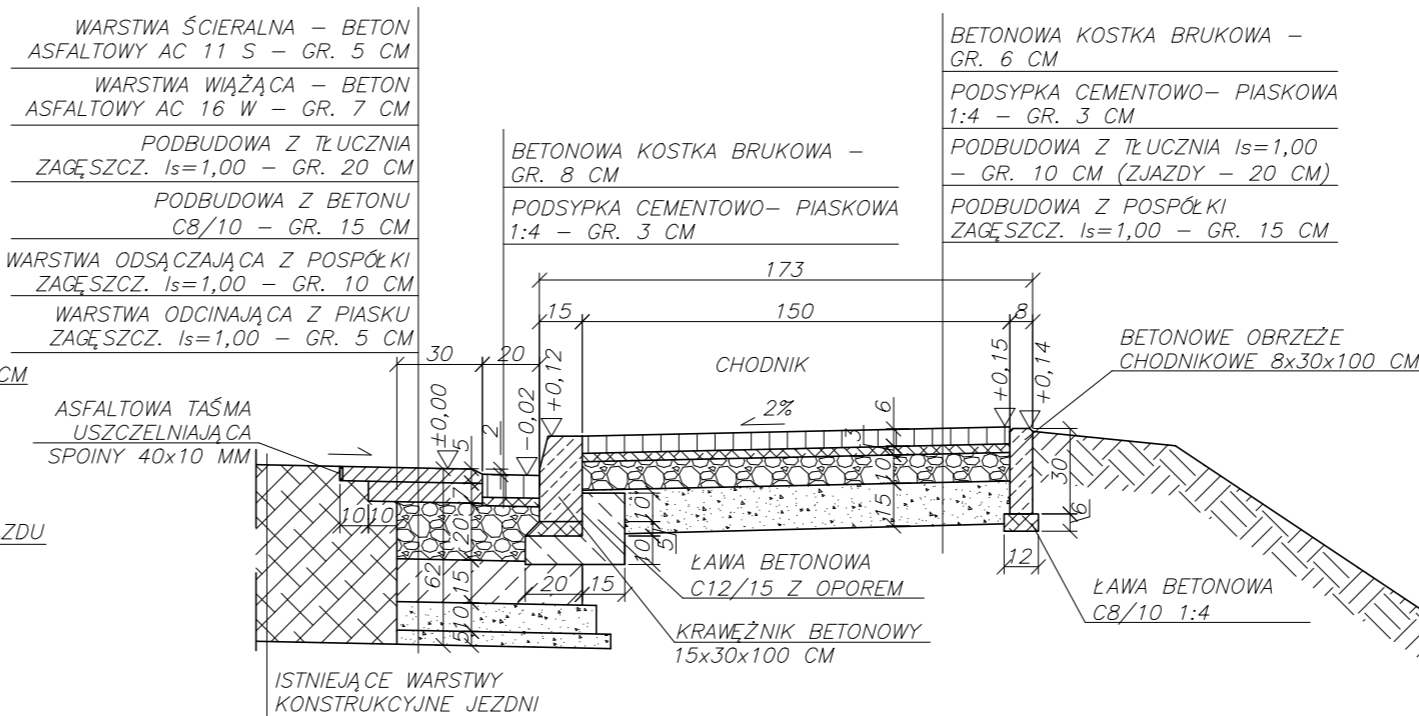 WARSTWA ŚCIERALNA – BETON
ASFALTOWY AC 11 S – GR. 5 CM
WARSTWA WIĄŻĄCA – BETON
ASFALTOWY AC 16 W – GR. 7 CM
PODBUDOWA Z TŁUCZNIA
ZAGĘSZCZ. Is=1,00 – GR. 20 CM
PODBUDOWA Z BETONU
C8/10 – GR. 15 CM
WARSTWA ODSĄCZAJĄCA Z POSPÓŁKI
ZAGĘSZCZ. Is=1,00 – GR. 10 CM
WARSTWA ODCINAJĄCA Z PIASKU
ZAGĘSZCZ. Is=1,00 – GR. 5 CM
BETONOWA KOSTKA BRUKOWA –
GR. 8 CM
PODSYPKA CEMENTOWO– PIASKOWA
1:4 – GR. 3 CM
BETONOWA KOSTKA BRUKOWA –
GR. 6 CM
PODSYPKA CEMENTOWO– PIASKOWA
1:4 – GR. 3 CM
PODBUDOWA Z TŁUCZNIA Is=1,00
– GR. 10 CM (ZJAZDY – 20 CM)
PODBUDOWA Z POSPÓŁKI
ZAGĘSZCZ. Is=1,00 – GR. 15 CM
173
15 150 8
30 20
CHODNIK
2%
±0,00
-0,02
+0,12
+0,15
+0,14
BETONOWE OBRZEŻE
CHODNIKOWE 8x30x100 CM
CM
ASFALTOWA TAŚMA
USZCZELNIAJĄCA
SPOINY 40x10 MM
ZDU
5
7
20
15
10
5
62
2
10 10
20 15
10
5
10
6
3
10
15
30
6
12
ŁAWA BETONOWA
C12/15 Z OPOREM
KRAWĘŻNIK BETONOWY
15x30x100 CM
ŁAWA BETONOWA
C8/10 1:4
ISTNIEJĄCE WARSTWY
KONSTRUKCYJNE JEZDNI